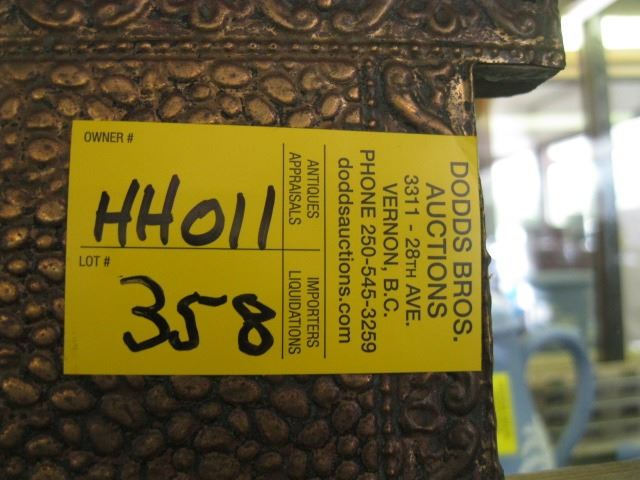 OWNER #
HH011
LOT #
358
ANTIQUES
APPRAISALS
IMPORTERS
LIQUIDATIONS
DODDS BROS.
AUCTIONS
3311 - 28TH AVE.
VERNON, B.C.
PHONE 250-545-3259
doddsauctions.com